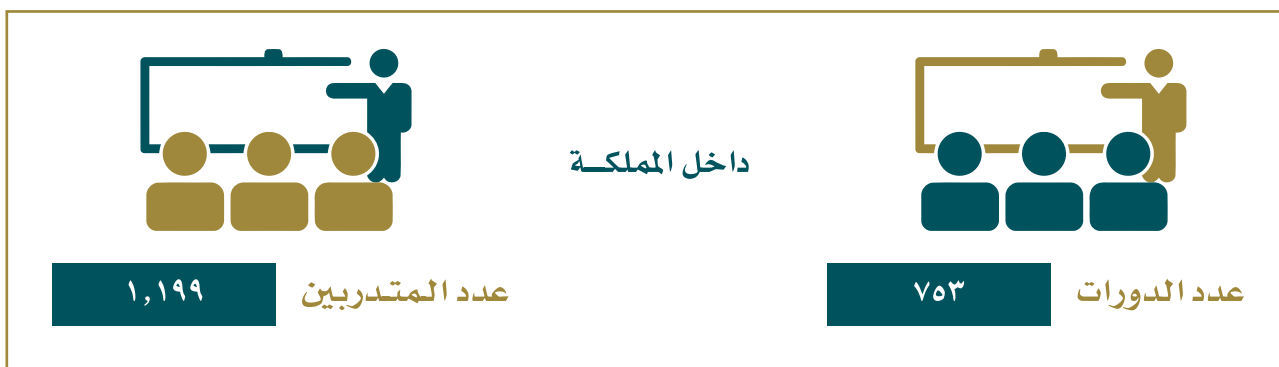 داخل المملكــة
عدد الدورات
٧٥٣
عدد المتدربين
١,١٩٩